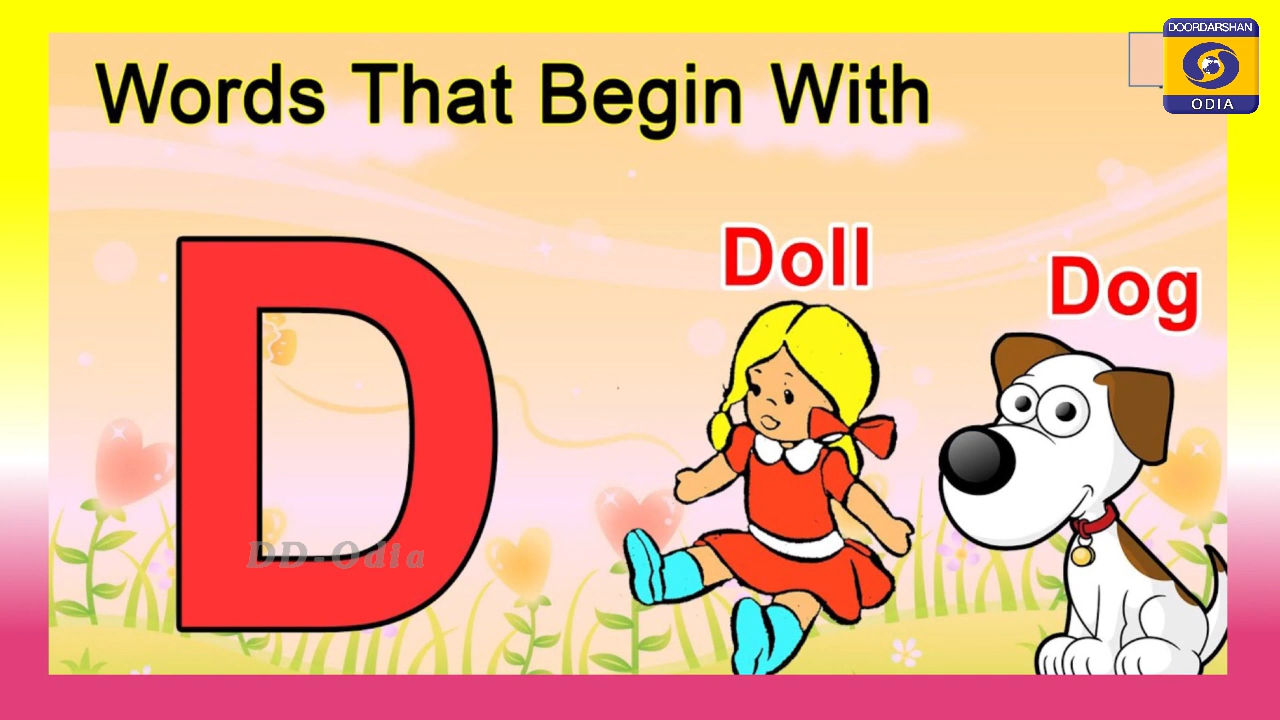 DOORDARSHAN
ODIA
Words That Begin With
D
Doll
Dog
DD-Odia